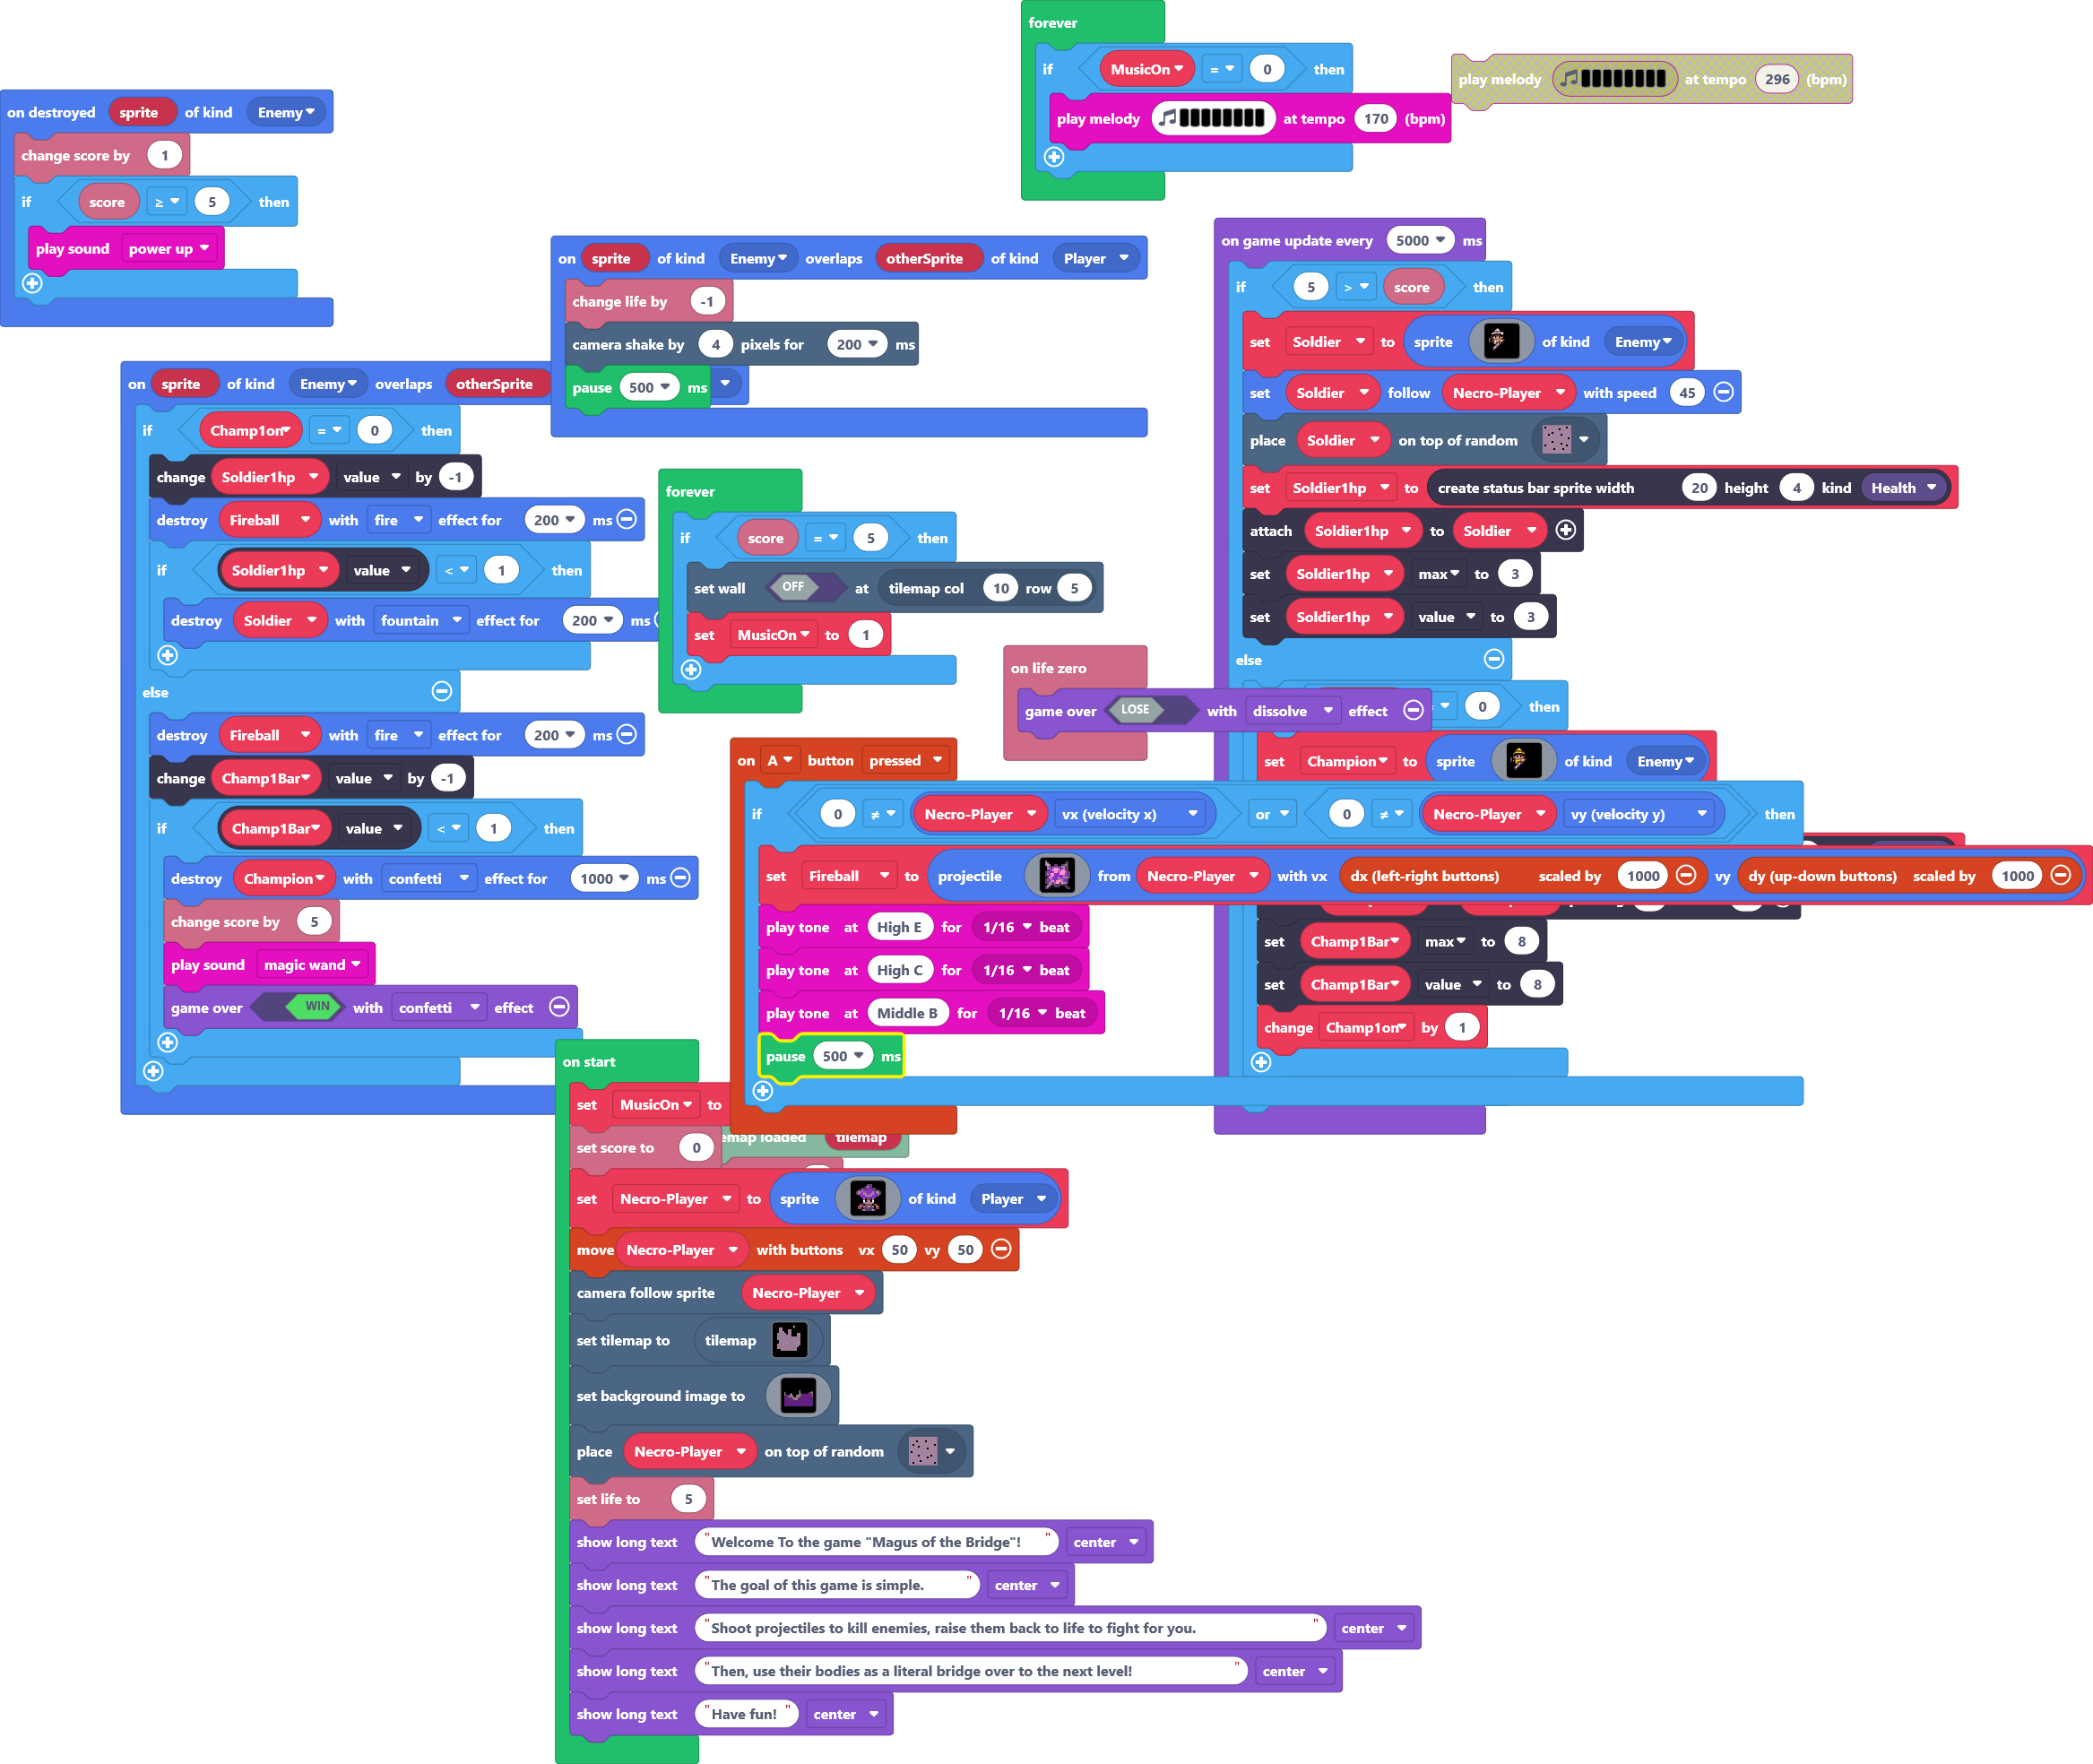 forever
if MusicOn = 0 then
play melody at tempo 170 (bpm)
play melody at tempo 296 (bpm)
on destroyed sprite of kind Enemy
change score by 1
if score ≥ 5 then
play sound power up
on sprite of kind Enemy overlaps otherSprite of kind Player
change life by -1
camera shake by 4 pixels for 200 ms
pause 500 ms
on sprite of kind Enemy overlaps otherSprite
if Champ1on = 0 then
change Soldier1hp value by -1
destroy Fireball with fire effect for 200 ms
if Soldier1hp value < 1 then
destroy Soldier with fountain effect for 200 ms
else
destroy Fireball with fire effect for 200 ms
change Champ1Bar value by -1
if Champ1Bar value < 1 then
destroy Champion with confetti effect for 1000 ms
change score by 5
play sound magic wand
game over WIN with confetti effect
forever
if score = 5 then
set wall OFF at tilemap col 10 row 5
set MusicOn to 1
on life zero
game over LOSE with dissolve effect
on game update every 5000 ms
if 5 > score then
set Soldier to sprite of kind Enemy
set Soldier follow Necro-Player with speed 45
place Soldier on top of random
set Soldier1hp to create status bar sprite width 20 height 4 kind Health
attach Soldier1hp to Soldier
set Soldier1hp max to 3
set Soldier1hp value to 3
else
0 then
set Champion to sprite of kind Enemy
set Champ1Bar max to 8
set Champ1Bar value to 8
change Champ1on by 1
on A button pressed
if 0 ≠ Necro-Player vx (velocity x) or 0 ≠ Necro-Player vy (velocity y) then
set Fireball to projectile from Necro-Player with vx dx (left-right buttons) scaled by 1000 vy dy (up-down buttons) scaled by 1000
play tone at High E for 1/16 beat
play tone at High C for 1/16 beat
play tone at Middle B for 1/16 beat
pause 500 ms
on start
set MusicOn to
set score to 0
loaded tilemap
set Necro-Player to sprite of kind Player
move Necro-Player with buttons vx 50 vy 50
camera follow sprite Necro-Player
set tilemap to tilemap
set background image to
place Necro-Player on top of random
set life to 5
show long text "Welcome To the game "Magus of the Bridge"! " center
show long text "The goal of this game is simple. " center
show long text "Shoot projectiles to kill enemies, raise them back to life to fight for you. " center
show long text "Then, use their bodies as a literal bridge over to the next level! " center
show long text "Have fun! " center